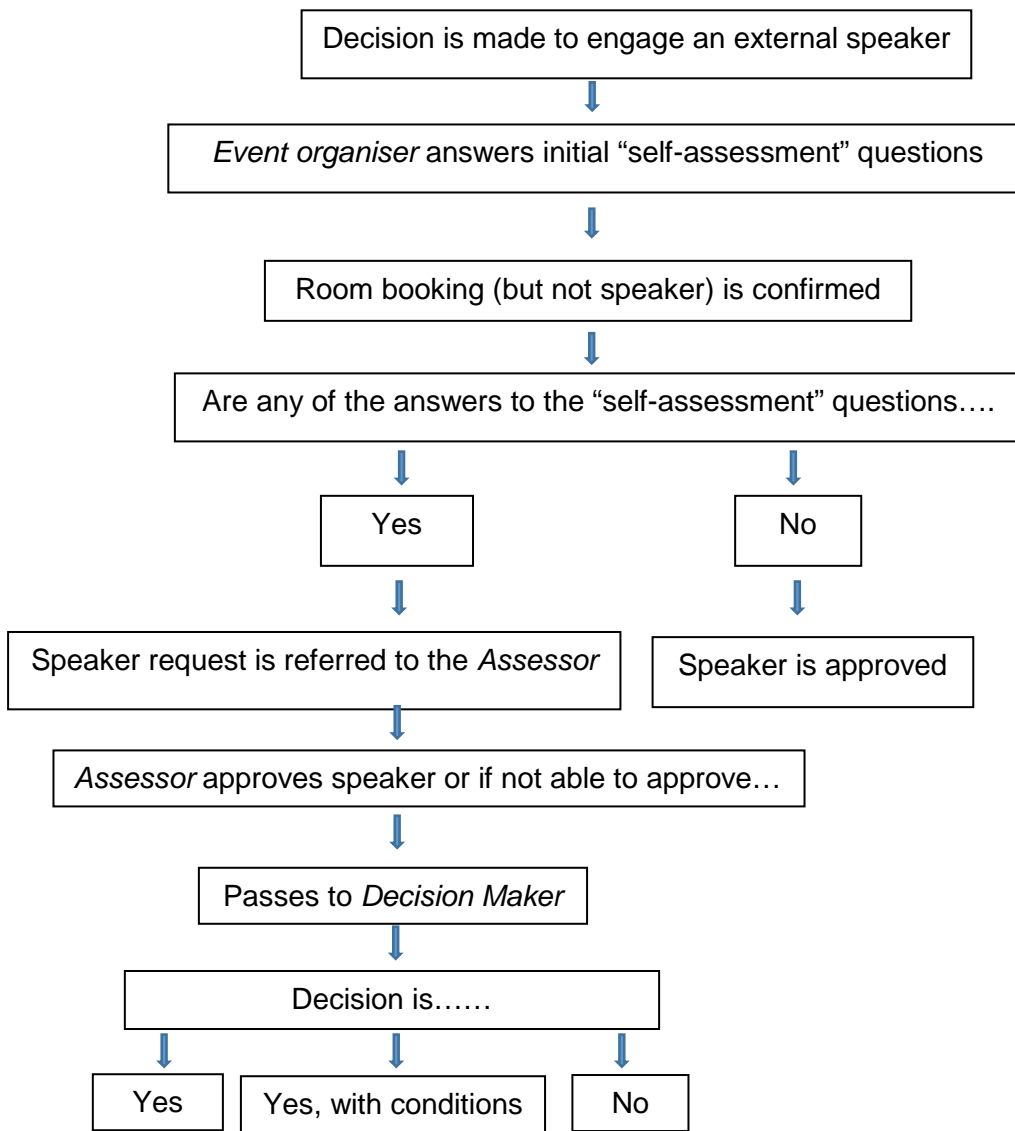 Decision is made to engage an external speaker
Event organiser answers initial “self-assessment” questions
Room booking (but not speaker) is confirmed
Are any of the answers to the “self-assessment” questions….
Yes
No
Speaker request is referred to the Assessor
Speaker is approved
Assessor approves speaker or if not able to approve…
Passes to Decision Maker
Decision is……
Yes
Yes, with conditions
No